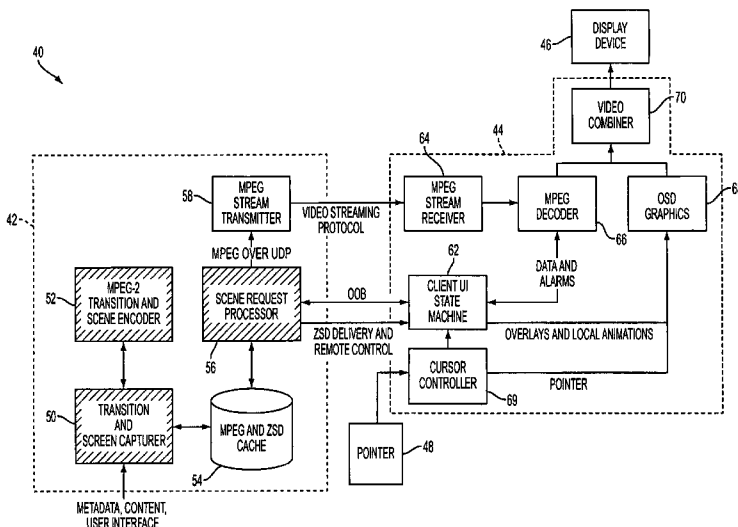 DISPLAY
DEVICE
46
40
VIDEO
COMBINER
70
44
64
58
MPEG
STREAM
TRANSMITTER
VIDEO STREAMING
PROTOCOL
MPEG
STREAM
RECEIVER
MPEG
DECODER
66
OSD
GRAPHICS
6
42
MPEG OVER UDP
62
DATA AND
ALARMS
52
MPEG-2
TRANSITION AND
SCENE ENCODER
SCENE REQUEST
PROCESSOR
56
OOB
CLIENT UI
STATE
MACHINE
ZSD DELIVERY AND
REMOTE CONTROL
OVERLAYS AND LOCAL ANIMATIONS
CURSOR
CONTROLLER
69
POINTER
50
TRANSITION
AND
SCREEN CAPTURER
MPEG AND ZSD
CACHE
54
POINTER
48
METADATA, CONTENT,
USER INTERFACE